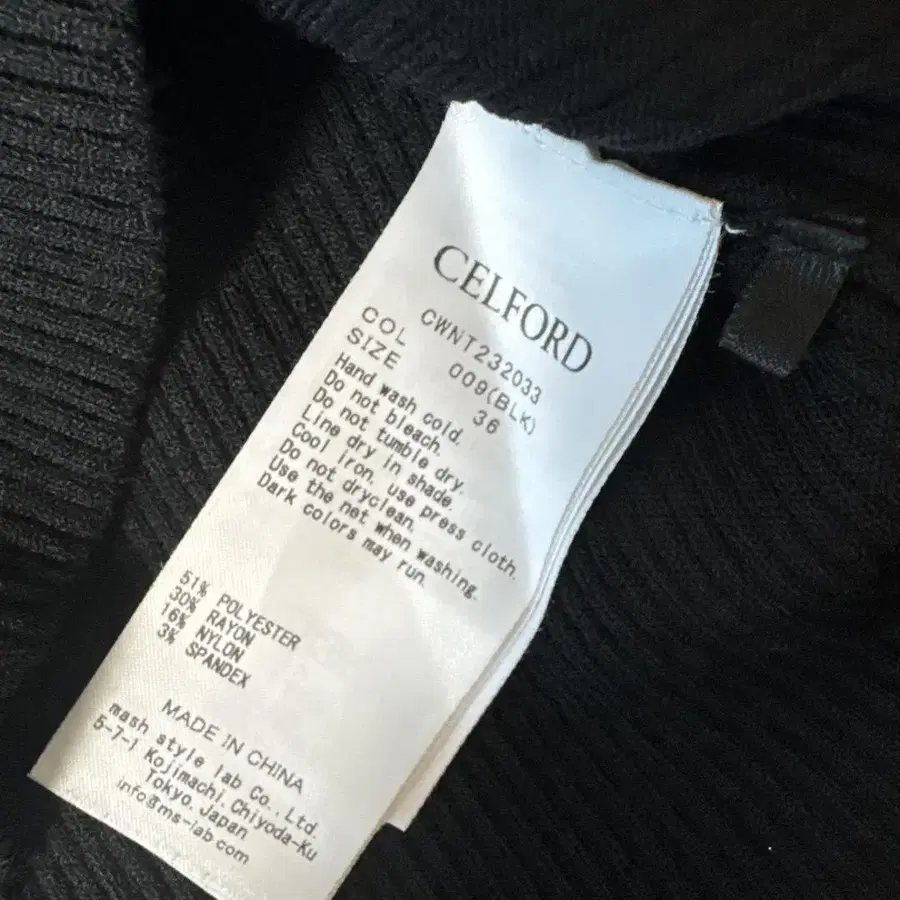 CELFORD
CWNT232033
COL 009(BLK)
SIZE 36
Hand wash cold.
Do not bleach.
Do not tumble dry.
Line dry in shade.
Cool iron, use press cloth.
Do not dryclean.
Use the net when washing.
Dark colors may run.
51% POLYESTER
30% RAYON
16% NYLON
3% SPANDEX
MADE IN CHINA
mash style lab Co., Ltd.
5-7-1 Kojimachi, Chiyoda-Ku
Tokyo, Japan
info@ms-lab.com